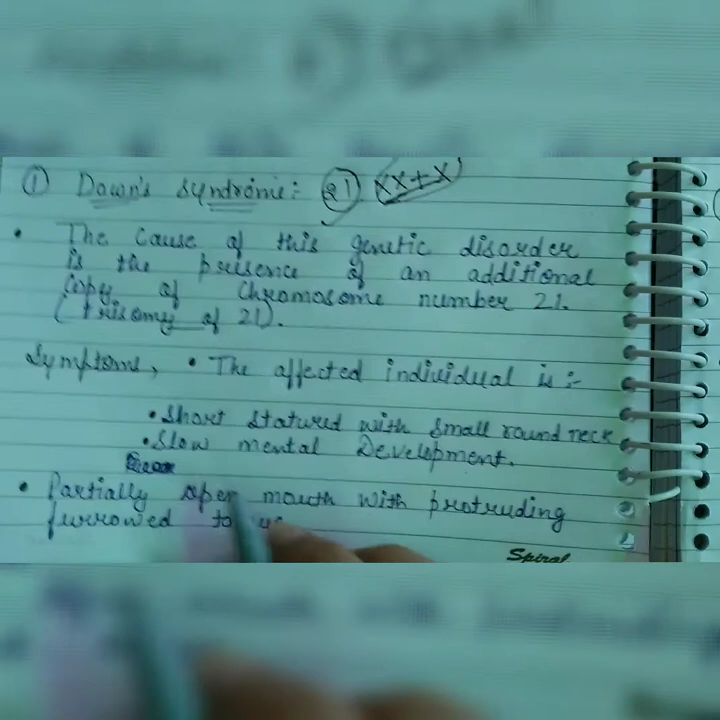 ① Down's syndrome:- 21 XX+X
• The cause of this genetic disorder
is the presence of an additional
Copy of Chromosome number 21.
(Trisomy of 21).
Symptoms, • The affected individual is :-
• Short statured with small round neck
• Slow mental Development.
• Partially open mouth with protruding
furrowed
Spiral